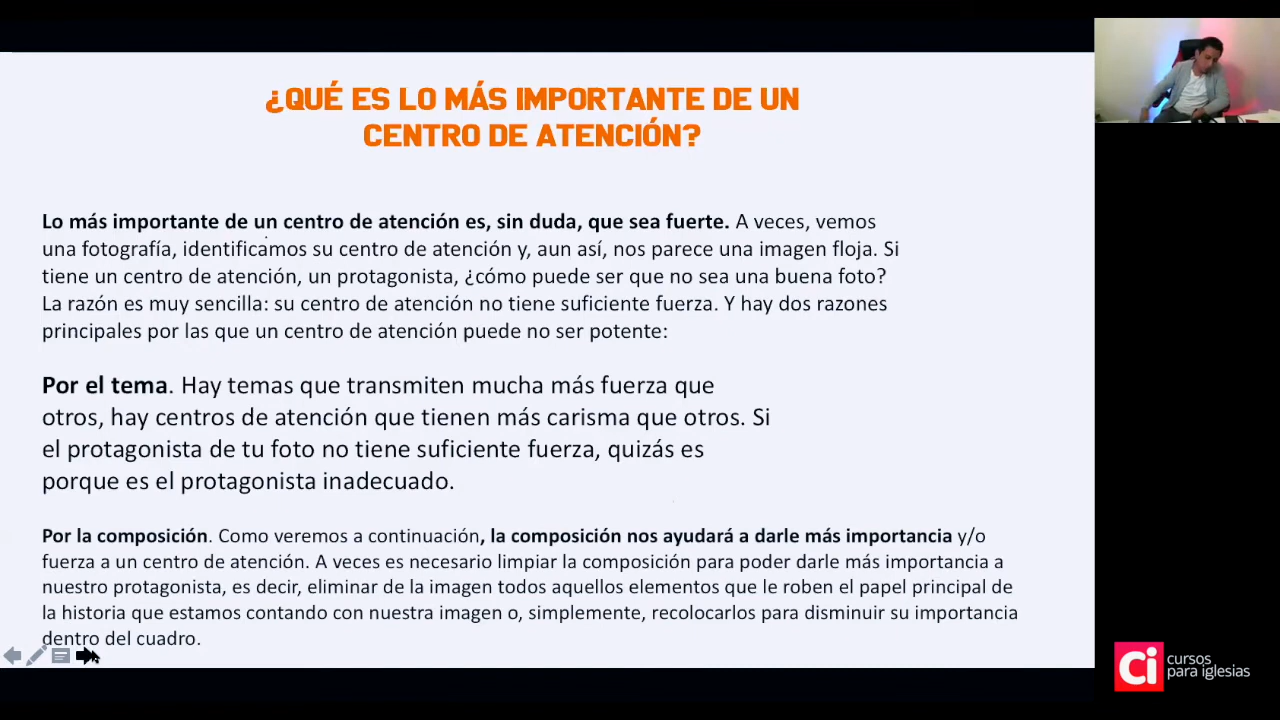 ¿QUÉ ES LO MÁS IMPORTANTE DE UN
CENTRO DE ATENCIÓN?
Lo más importante de un centro de atención es, sin duda, que sea fuerte. A veces, vemos
una fotografía, identificamos su centro de atención y, aun así, nos parece una imagen floja. Si
tiene un centro de atención, un protagonista, ¿cómo puede ser que no sea una buena foto?
La razón es muy sencilla: su centro de atención no tiene suficiente fuerza. Y hay dos razones
principales por las que un centro de atención puede no ser potente:
Por el tema. Hay temas que transmiten mucha más fuerza que
otros, hay centros de atención que tienen más carisma que otros. Si
el protagonista de tu foto no tiene suficiente fuerza, quizás es
porque es el protagonista inadecuado.
Por la composición. Como veremos a continuación, la composición nos ayudará a darle más importancia y/o
fuerza a un centro de atención. A veces es necesario limpiar la composición para poder darle más importancia a
nuestro protagonista, es decir, eliminar de la imagen todos aquellos elementos que le roben el papel principal de
la historia que estamos contando con nuestra imagen o, simplemente, recolocarlos para disminuir su importancia
dentro del cuadro.
Ci cursos
para iglesias